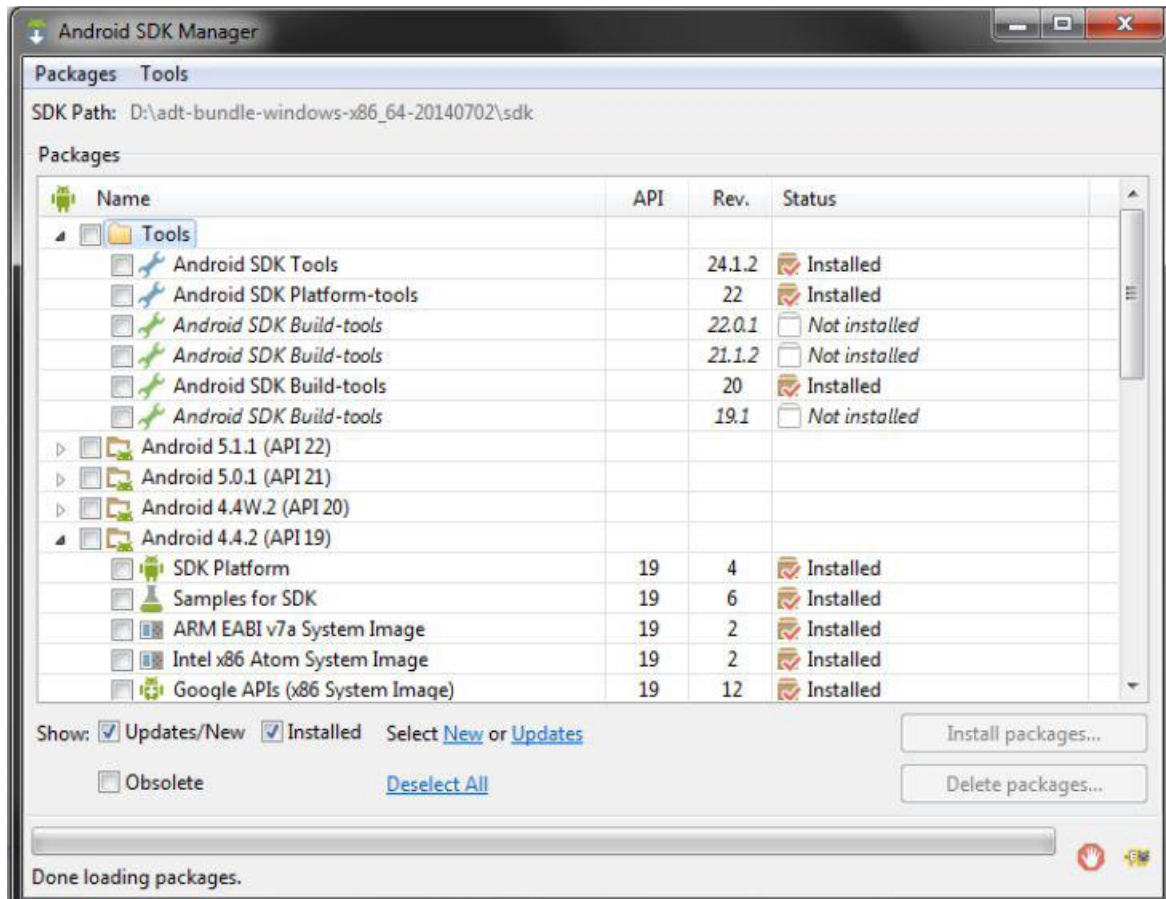 Android SDK Manager
Packages Tools
SDK Path: D:\adt-bundle-windows-x86_64-20140702\sdk
Packages
Name API Rev. Status
Tools
Android SDK Tools 24.1.2 Installed
Android SDK Platform-tools 22 Installed
Android SDK Build-tools 22.0.1 Not installed
Android SDK Build-tools 21.1.2 Not installed
Android SDK Build-tools 20 Installed
Android SDK Build-tools 19.1 Not installed
Android 5.1.1 (API 22)
Android 5.0.1 (API 21)
Android 4.4W.2 (API 20)
Android 4.4.2 (API 19)
SDK Platform 19 4 Installed
Samples for SDK 19 6 Installed
ARM EABI v7a System Image 19 2 Installed
Intel x86 Atom System Image 19 2 Installed
Google APIs (x86 System Image) 19 12 Installed
Show: Updates/New Installed Select New or Updates Install packages...
Obsolete Deselect All Delete packages...
Done loading packages.